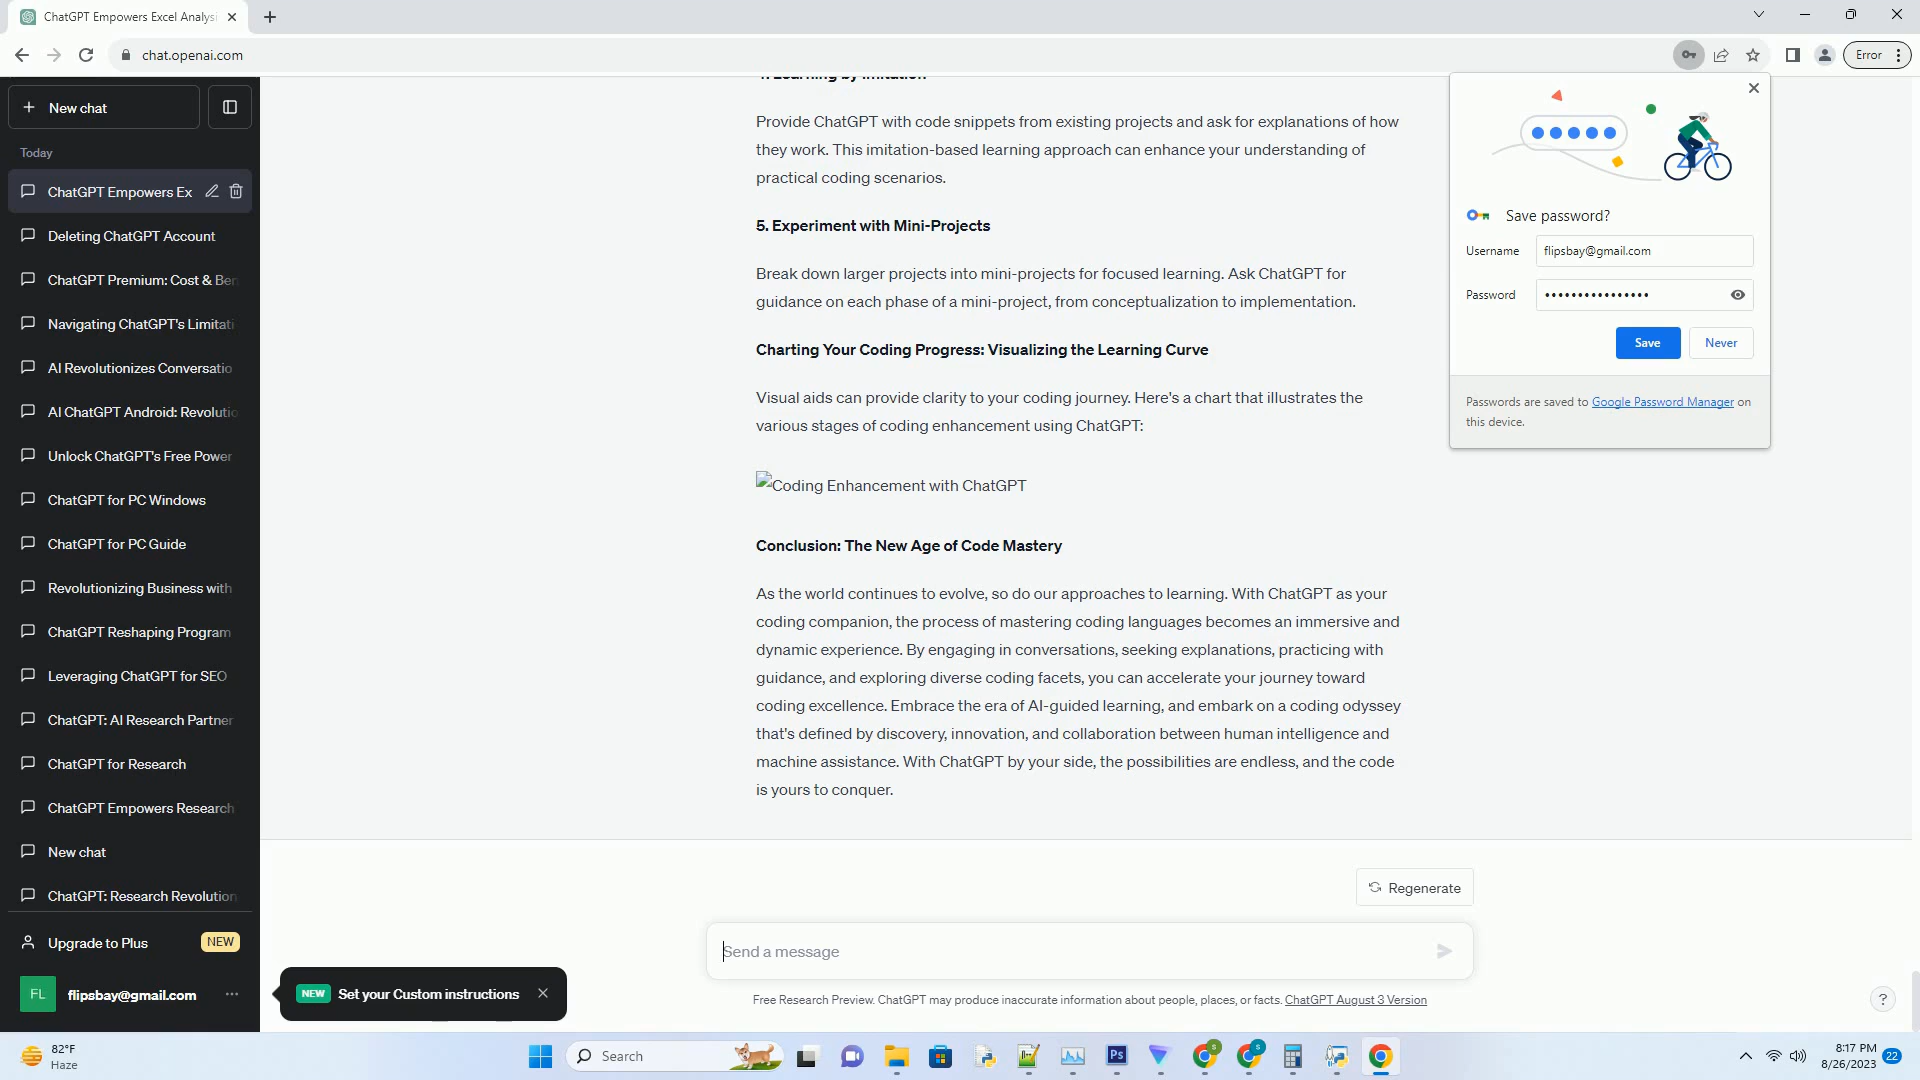 ChatGPT Empowers Excel Analysi
chat.openai.com
Error
New chat
Today
ChatGPT Empowers Ex
Deleting ChatGPT Account
ChatGPT Premium: Cost & Ben
Navigating ChatGPT's Limitati
AI Revolutionizes Conversatio
AI ChatGPT Android: Revolutio
Unlock ChatGPT's Free Power
ChatGPT for PC Windows
ChatGPT for PC Guide
Revolutionizing Business with
ChatGPT Reshaping Program
Leveraging ChatGPT for SEO
ChatGPT: AI Research Partner
ChatGPT for Research
ChatGPT Empowers Research
New chat
ChatGPT: Research Revolution
Upgrade to Plus NEW
FL flipsbay@gmail.com
NEW Set your Custom instructions
4. Learning by Imitation
Provide ChatGPT with code snippets from existing projects and ask for explanations of how
they work. This imitation-based learning approach can enhance your understanding of
practical coding scenarios.
5. Experiment with Mini-Projects
Break down larger projects into mini-projects for focused learning. Ask ChatGPT for
guidance on each phase of a mini-project, from conceptualization to implementation.
Charting Your Coding Progress: Visualizing the Learning Curve
Visual aids can provide clarity to your coding journey. Here's a chart that illustrates the
various stages of coding enhancement using ChatGPT:
Coding Enhancement with ChatGPT
Conclusion: The New Age of Code Mastery
As the world continues to evolve, so do our approaches to learning. With ChatGPT as your
coding companion, the process of mastering coding languages becomes an immersive and
dynamic experience. By engaging in conversations, seeking explanations, practicing with
guidance, and exploring diverse coding facets, you can accelerate your journey toward
coding excellence. Embrace the era of AI-guided learning, and embark on a coding odyssey
that's defined by discovery, innovation, and collaboration between human intelligence and
machine assistance. With ChatGPT by your side, the possibilities are endless, and the code
is yours to conquer.
Regenerate
Send a message
Free Research Preview. ChatGPT may produce inaccurate information about people, places, or facts. ChatGPT August 3 Version
?
Save password?
Username flipsbay@gmail.com
Password ••••••••••••••••
Save Never
Passwords are saved to Google Password Manager on
this device.
82°F
Haze
Search
Ps
S
S
8:17 PM
8/26/2023
22